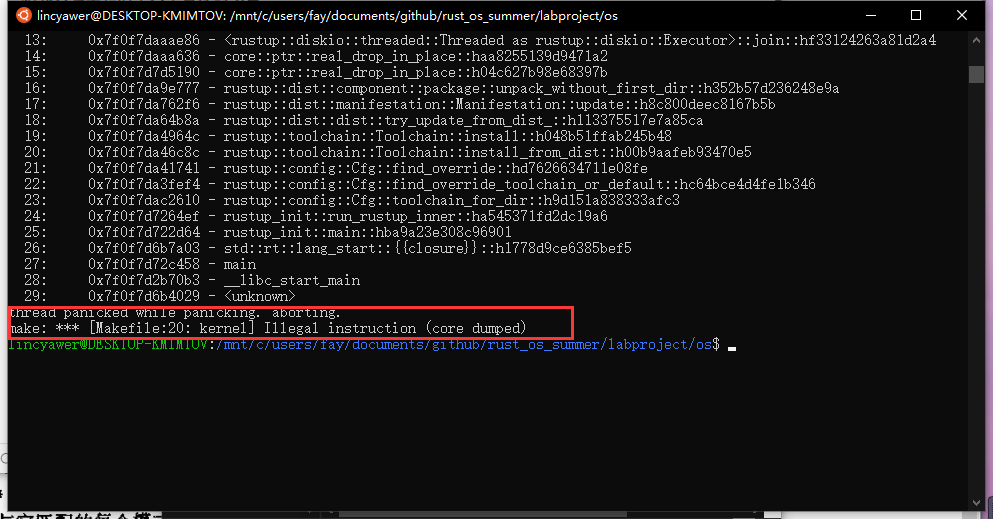 lincyawer@DESKTOP-KMIMTOV: /mnt/c/users/fay/documents/github/rust_os_summer/labproject/os
13: 0x7f0f7daaae86 - <rustup::diskio::threaded::Threaded as rustup::diskio::Executor>::join::hf33124263a81d2a4
14: 0x7f0f7daaa636 - core::ptr::real_drop_in_place::haa8255139d9471a2
15: 0x7f0f7d7d5190 - core::ptr::real_drop_in_place::h04c627b98e68397b
16: 0x7f0f7da9e777 - rustup::dist::component::package::unpack_without_first_dir::h352b57d236248e9a
17: 0x7f0f7da762f6 - rustup::dist::manifestation::Manifestation::update::h8c800deec8167b5b
18: 0x7f0f7da64b8a - rustup::dist::dist::try_update_from_dist_::h113375517e7a85ca
19: 0x7f0f7da4964c - rustup::toolchain::Toolchain::install::h048b51ffab245b48
20: 0x7f0f7da46c8c - rustup::toolchain::Toolchain::install_from_dist::h00b9aafeb93470e5
21: 0x7f0f7da41741 - rustup::config::Cfg::find_override::hd7626634711e08fe
22: 0x7f0f7da3fef4 - rustup::config::Cfg::find_override_toolchain_or_default::hc64bce4d4fe1b346
23: 0x7f0f7dac2610 - rustup::config::Cfg::toolchain_for_dir::h9d151a838333afc3
24: 0x7f0f7d7264ef - rustup_init::run_rustup_inner::ha545371fd2dc19a6
25: 0x7f0f7d722d64 - rustup_init::main::hba9a23e308c96901
26: 0x7f0f7d6b7a03 - std::rt::lang_start::{{closure}}::h1778d9ce6385bef5
27: 0x7f0f7d72c458 - main
28: 0x7f0f7d2b70b3 - __libc_start_main
29: 0x7f0f7d6b4029 - <unknown>
thread panicked while panicking. aborting.
make: *** [Makefile:20: kernel] Illegal instruction (core dumped)
lincyawer@DESKTOP-KMIMTOV:/mnt/c/users/fay/documents/github/rust_os_summer/labproject/os$